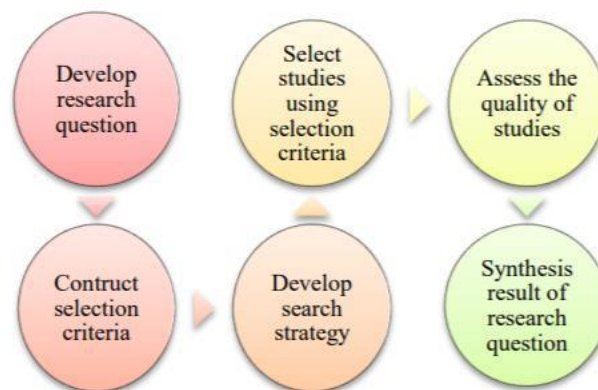 Develop
research
question
Contruct
selection
criteria
Develop
search
strategy
Select
studies
using
selection
criteria
Assess the
quality of
studies
Synthesis
result of
research
question